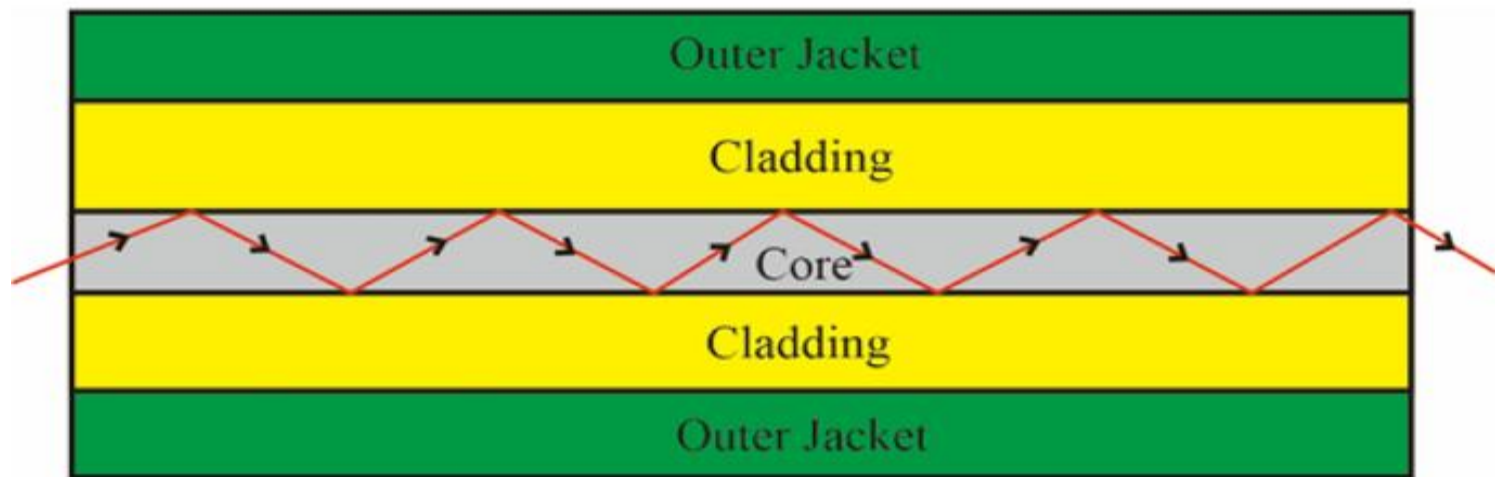 Outer Jacket
Cladding
Core
Cladding
Outer Jacket